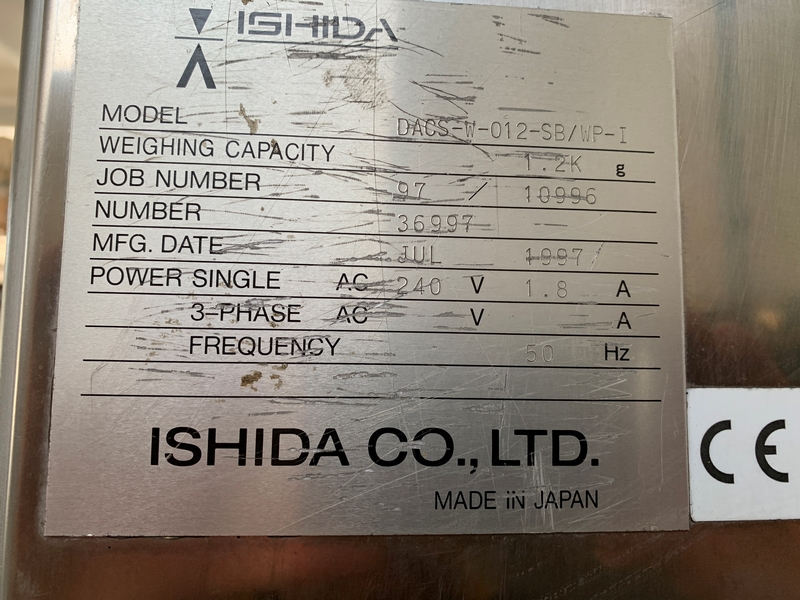 ISHIDA
MODEL DACS-W-012-SB/WP-I
WEIGHING CAPACITY 1.2K g
JOB NUMBER 97 / 10996
NUMBER 36997
MFG. DATE JUL 1997
POWER SINGLE AC 240 V 1.8 A
3-PHASE AC V A
FREQUENCY 50 Hz
ISHIDA CO., LTD.
MADE IN JAPAN
CE